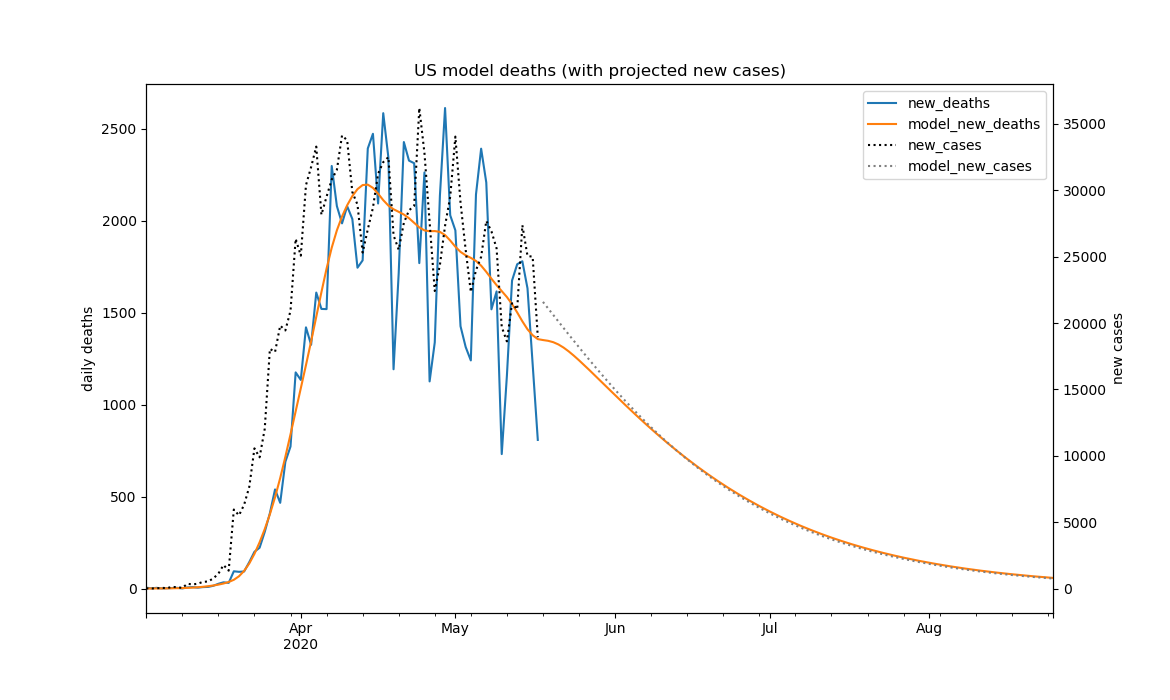 US model deaths (with projected new cases)
new_deaths
model_new_deaths
new_cases
model_new_cases
daily deaths
2500
2000
1500
1000
500
0
35000
30000
25000
20000
15000
10000
5000
0
new cases
Apr
2020
May
Jun
Jul
Aug